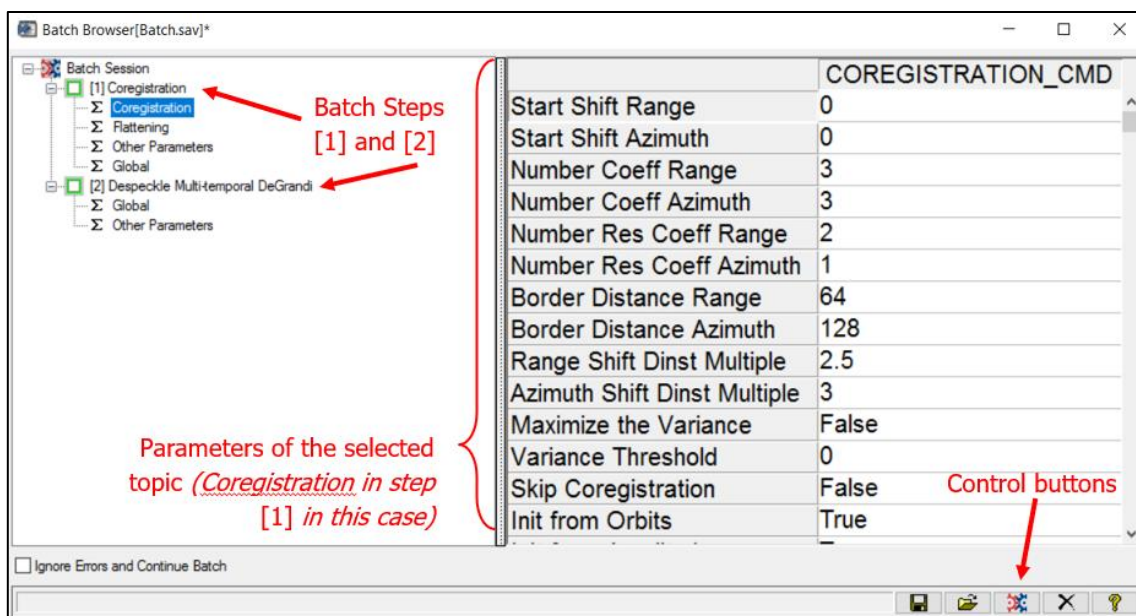 Batch Browser[Batch.sav]*
Batch Session
[1] Coregistration
Σ Coregistration
Σ Flattening
Σ Other Parameters
Σ Global
[2] Despeckle Multi-temporal DeGrandi
Σ Global
Σ Other Parameters
Batch Steps
[1] and [2]
Parameters of the selected
topic (Coregistration in step
[1] in this case)
COREGISTRATION_CMD
Start Shift Range 0
Start Shift Azimuth 0
Number Coeff Range 3
Number Coeff Azimuth 3
Number Res Coeff Range 2
Number Res Coeff Azimuth 1
Border Distance Range 64
Border Distance Azimuth 128
Range Shift Dinst Multiple 2.5
Azimuth Shift Dinst Multiple 3
Maximize the Variance False
Variance Threshold 0
Skip Coregistration False
Init from Orbits True
Control buttons
Ignore Errors and Continue Batch